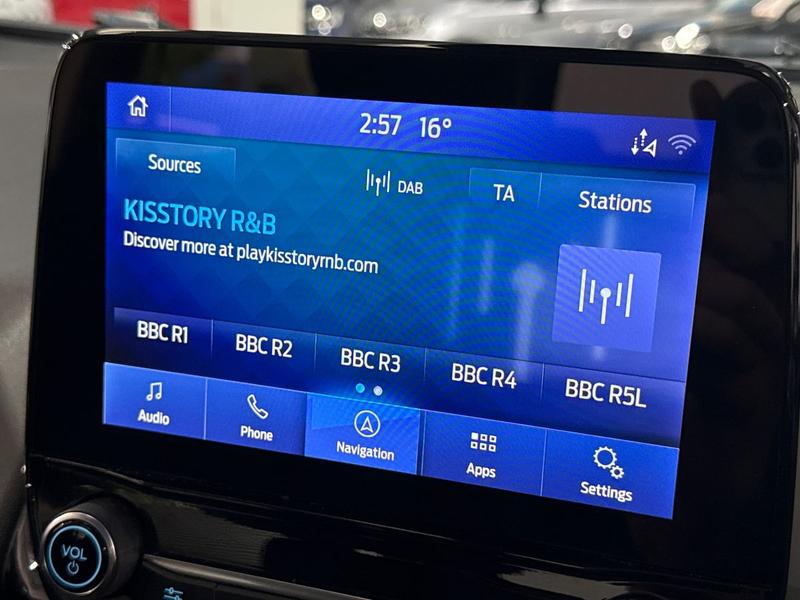 2:57 16°
Sources
DAB
TA
Stations
KISSTORY R&B
Discover more at playkisstoryrnb.com
BBC R1
BBC R2
BBC R3
BBC R4
BBC R5L
Audio
Phone
Navigation
Apps
Settings
VOL